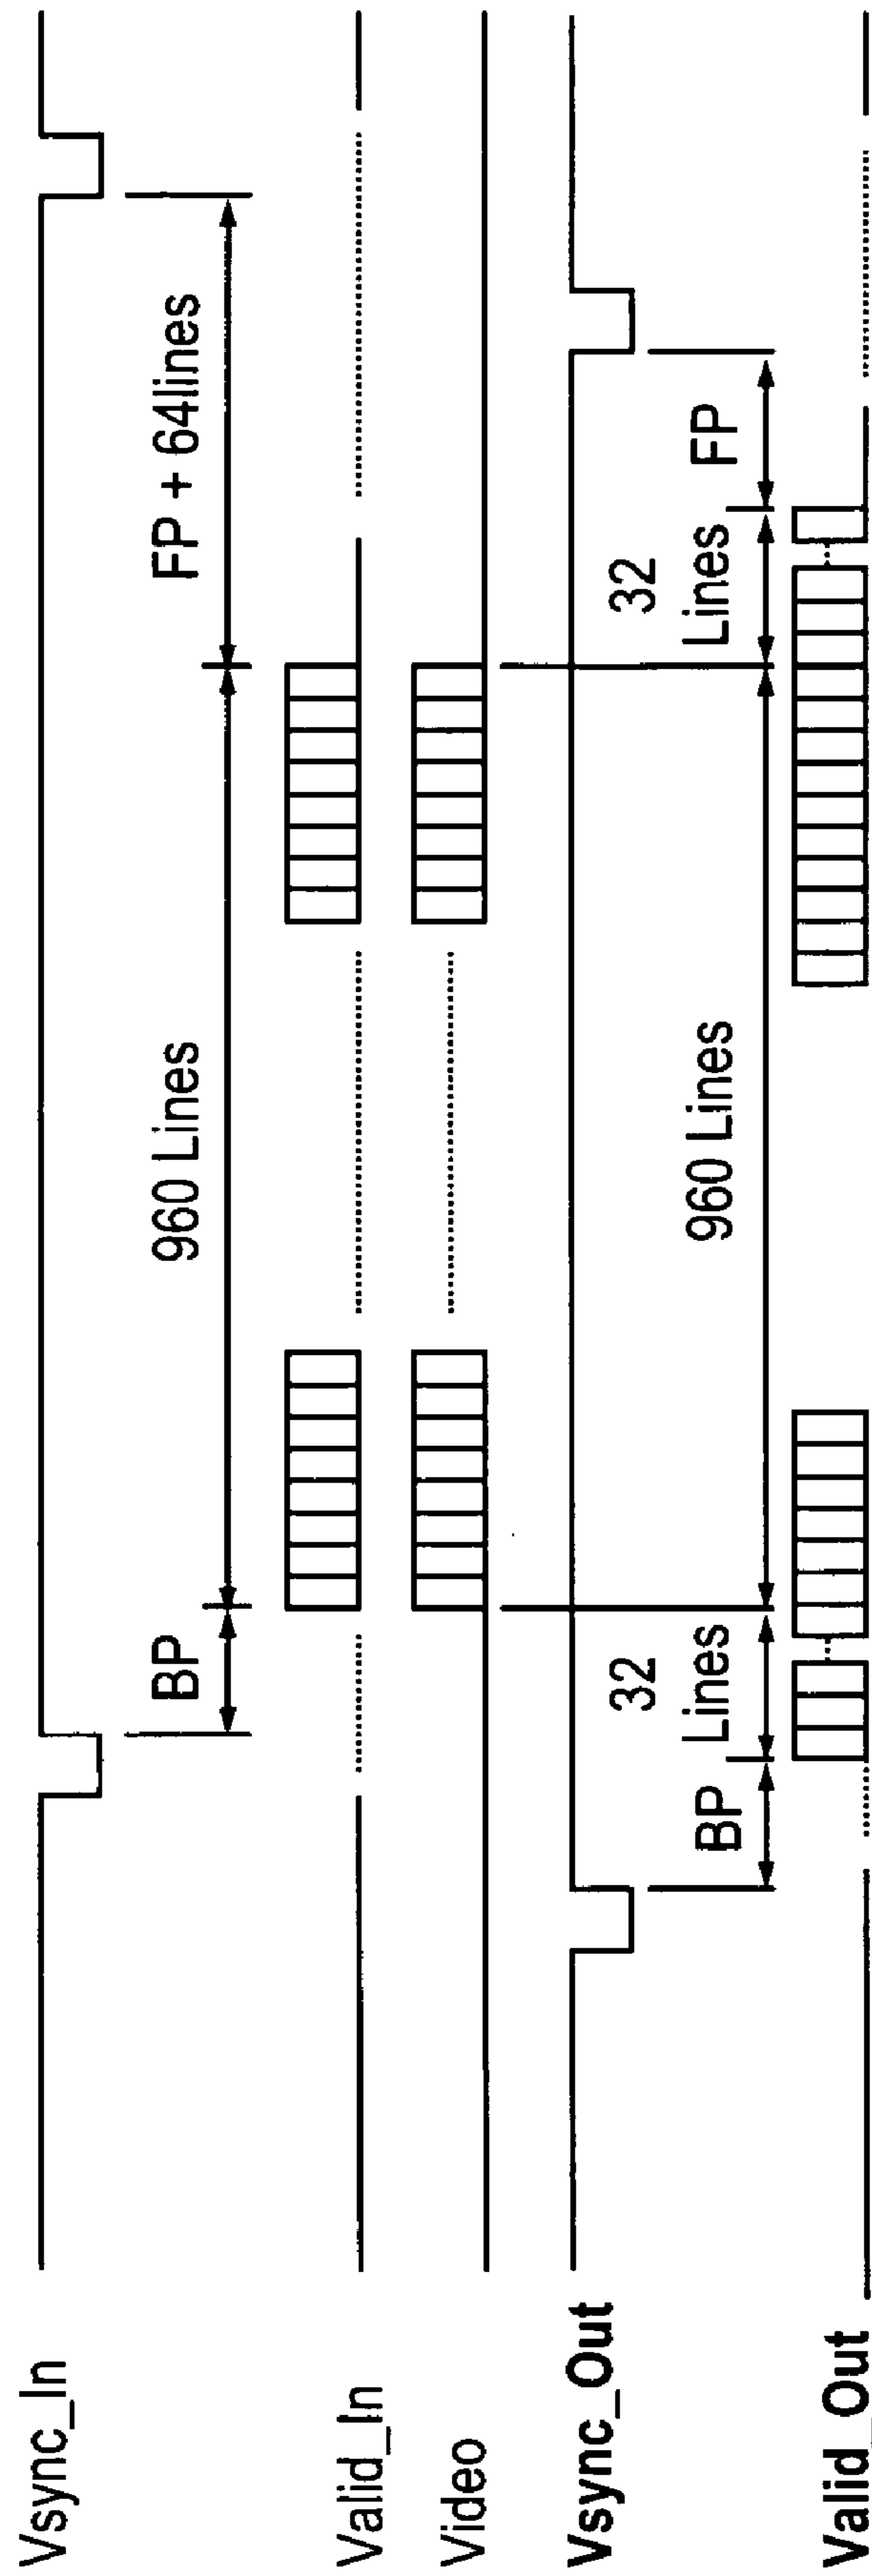 Vsync_In
BP
960 Lines
FP + 64lines
Valid_In
Video
Vsync_Out
BP
32
Lines
960 Lines
32
Lines
FP
Valid_Out